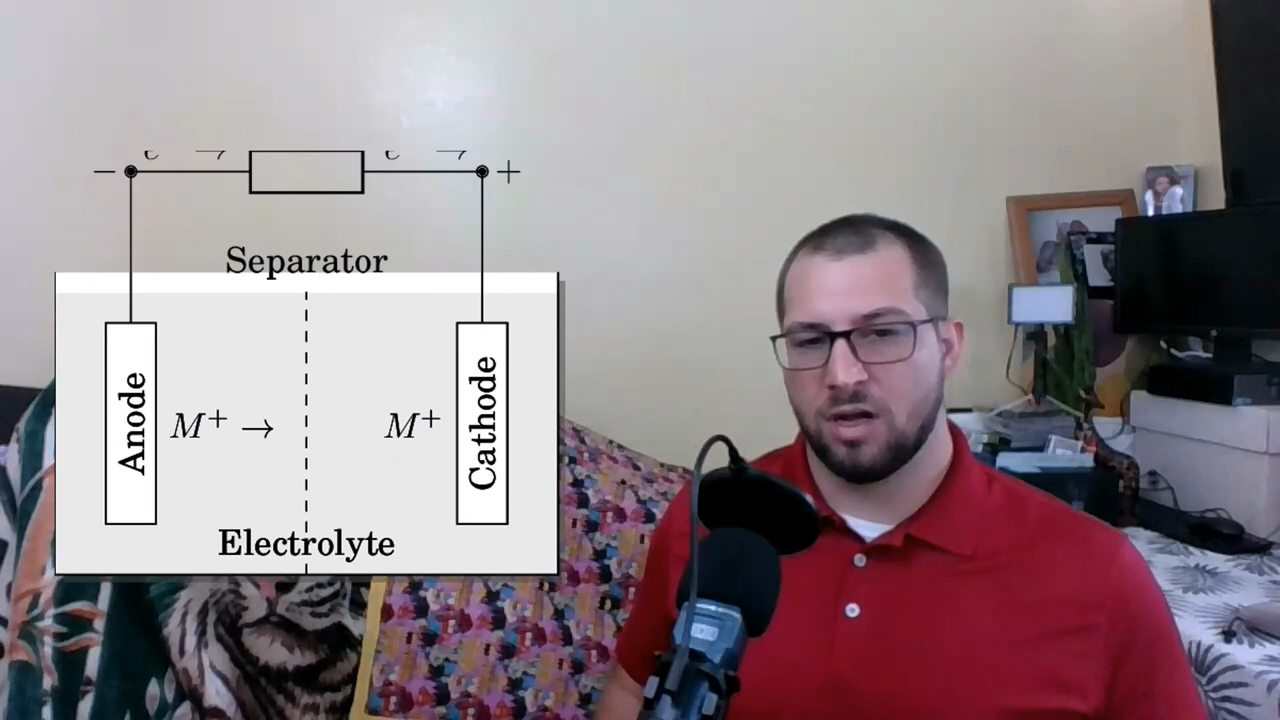 − +
Separator
Anode
M⁺ →
M⁺
Cathode
Electrolyte